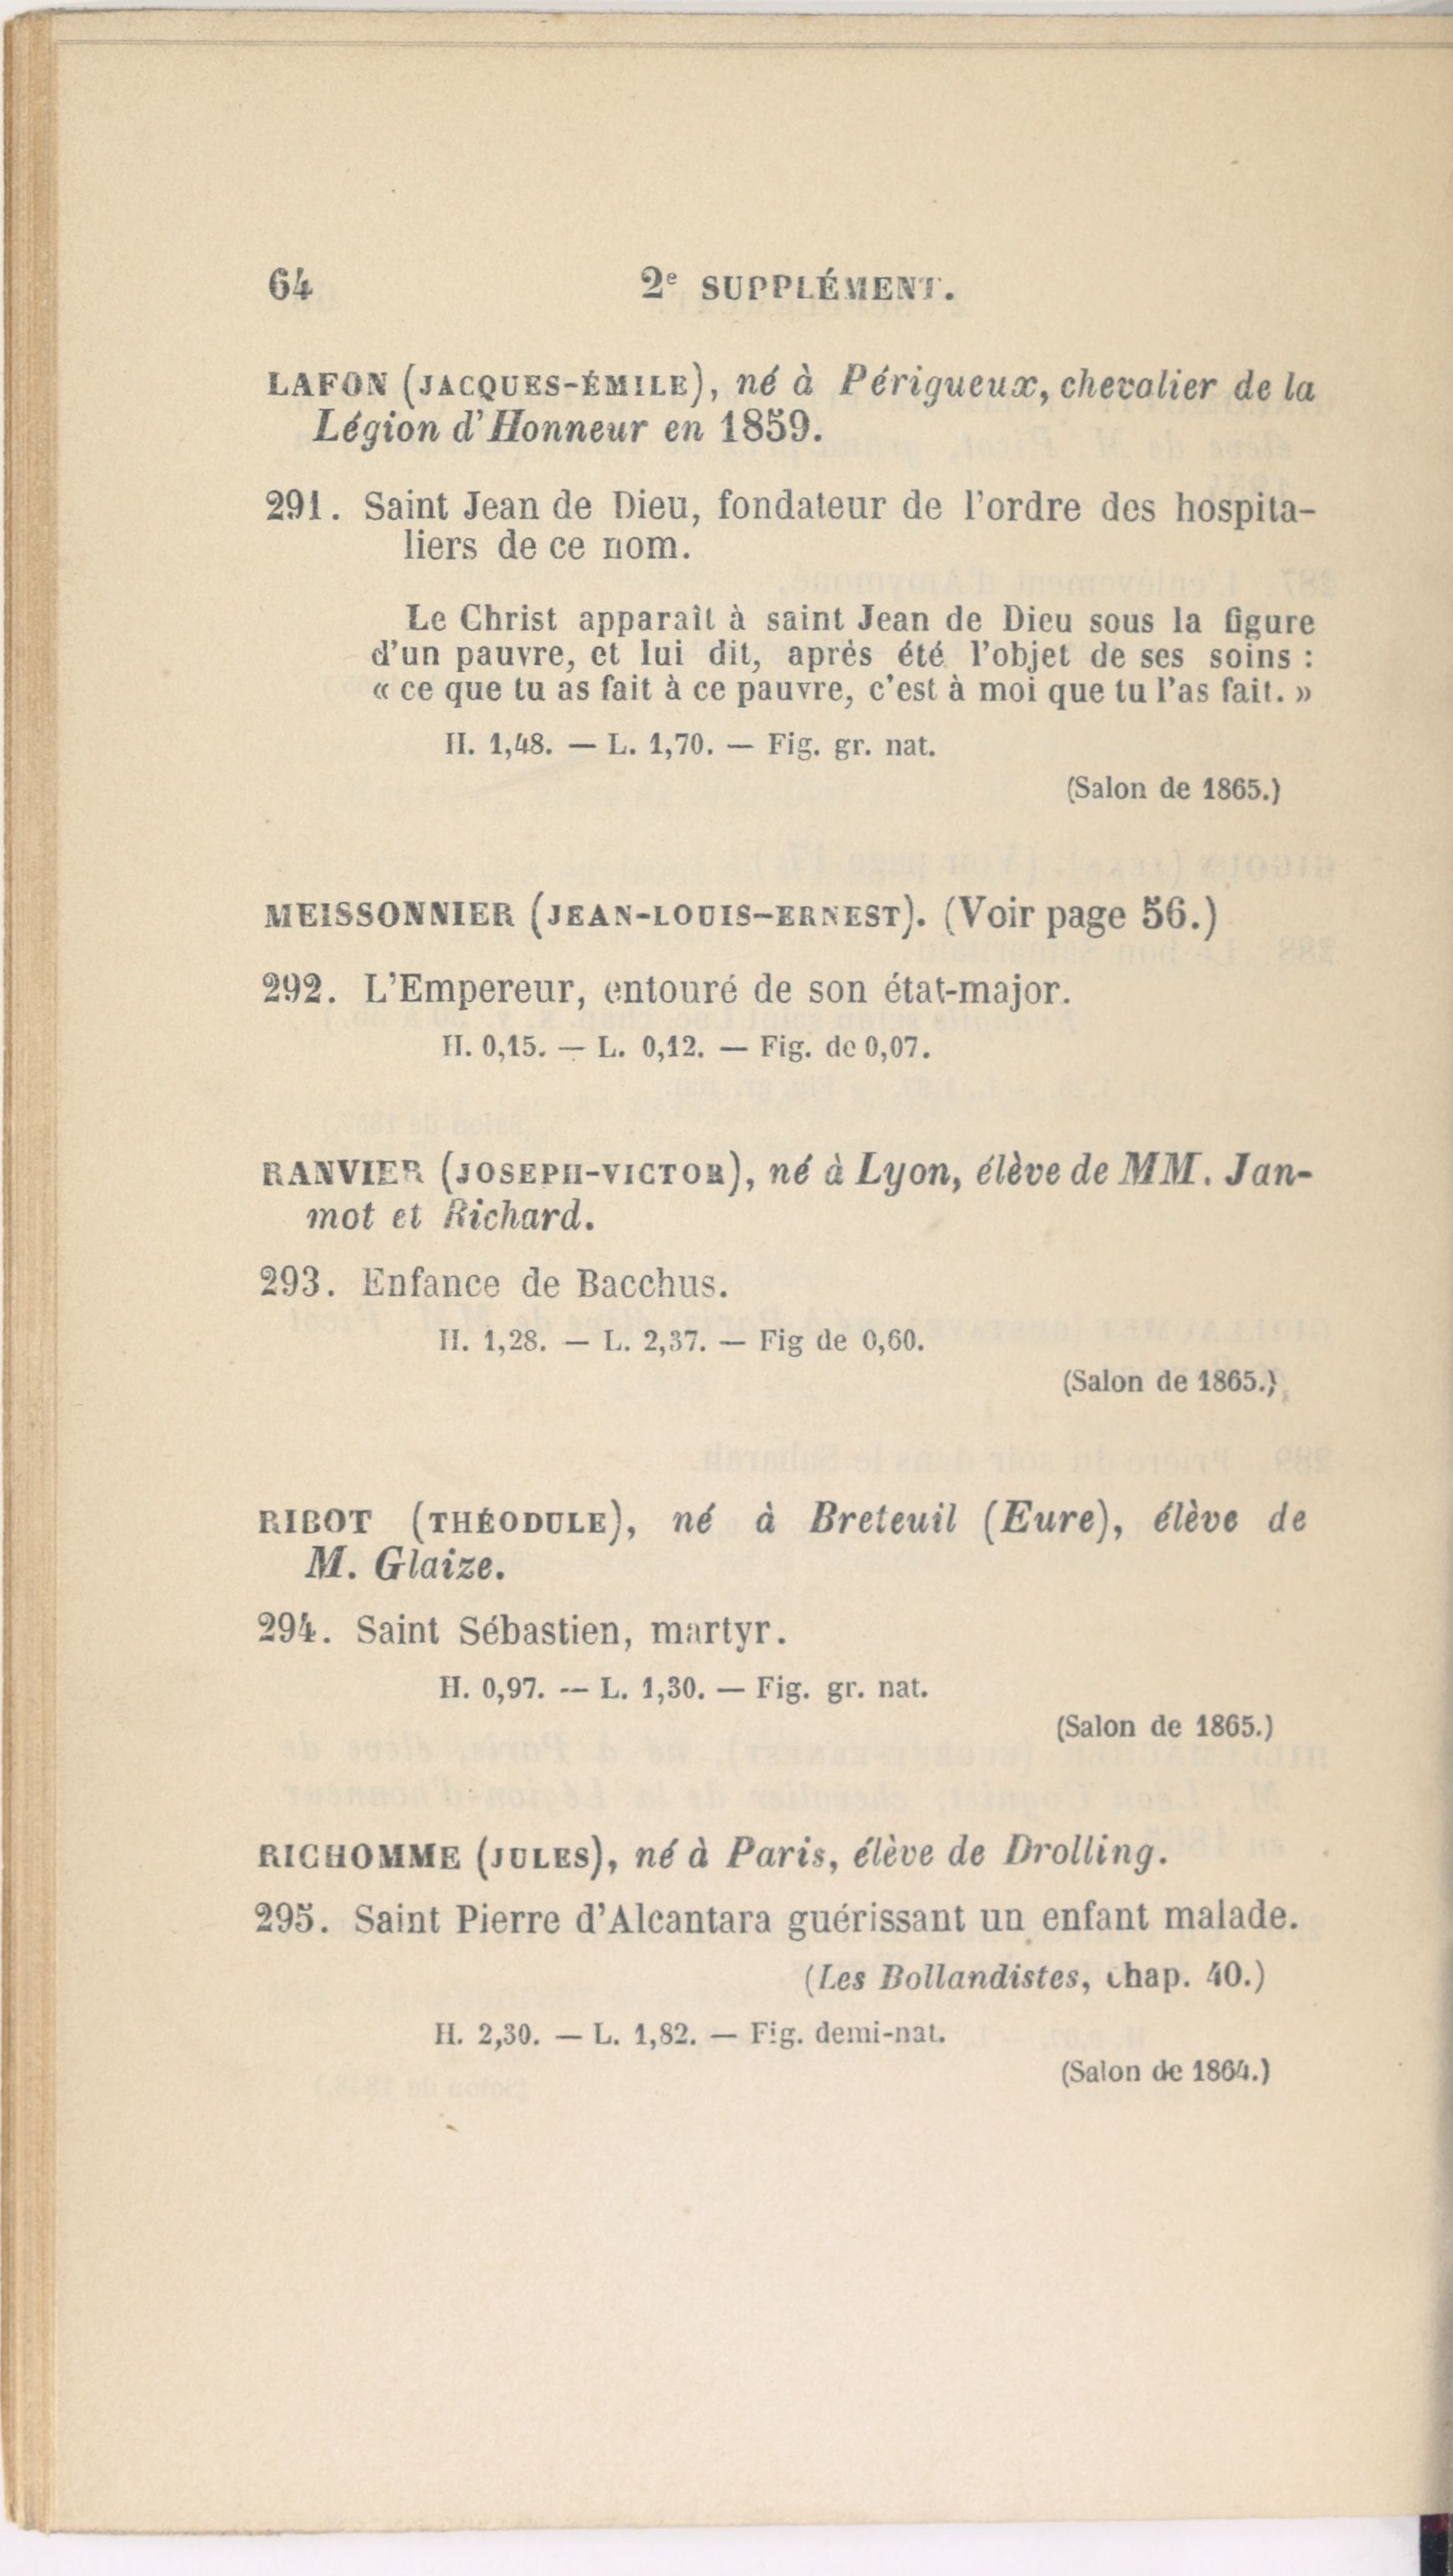 64 2e SUPPLÉMENT.
LAFON (JACQUES-ÉMILE), né à Périgueux, chevalier de la
Légion d'Honneur en 1859.
291. Saint Jean de Dieu, fondateur de l'ordre des hospita-
liers de ce nom.
Le Christ apparaît à saint Jean de Dieu sous la figure
d'un pauvre, et lui dit, après été l'objet de ses soins :
« ce que tu as fait à ce pauvre, c'est à moi que tu l'as fait. »
H. 1,48. — L. 1,70. — Fig. gr. nat.
(Salon de 1865.)
MEISSONNIER (JEAN-LOUIS-ERNEST). (Voir page 56.)
292. L'Empereur, entouré de son état-major.
H. 0,15. — L. 0,12. — Fig. de 0,07.
RANVIER (JOSEPH-VICTOR), né à Lyon, élève de MM. Jan-
mot et Richard.
293. Enfance de Bacchus.
H. 1,28. — L. 2,37. — Fig de 0,60.
(Salon de 1865.)
RIBOT (THÉODULE), né à Breteuil (Eure), élève de
M. Glaize.
294. Saint Sébastien, martyr.
H. 0,97. — L. 1,30. — Fig. gr. nat.
(Salon de 1865.)
RICHOMME (JULES), né à Paris, élève de Drolling.
295. Saint Pierre d'Alcantara guérissant un enfant malade.
(Les Bollandistes, chap. 40.)
H. 2,30. — L. 1,82. — Fig. demi-nat.
(Salon de 1864.)